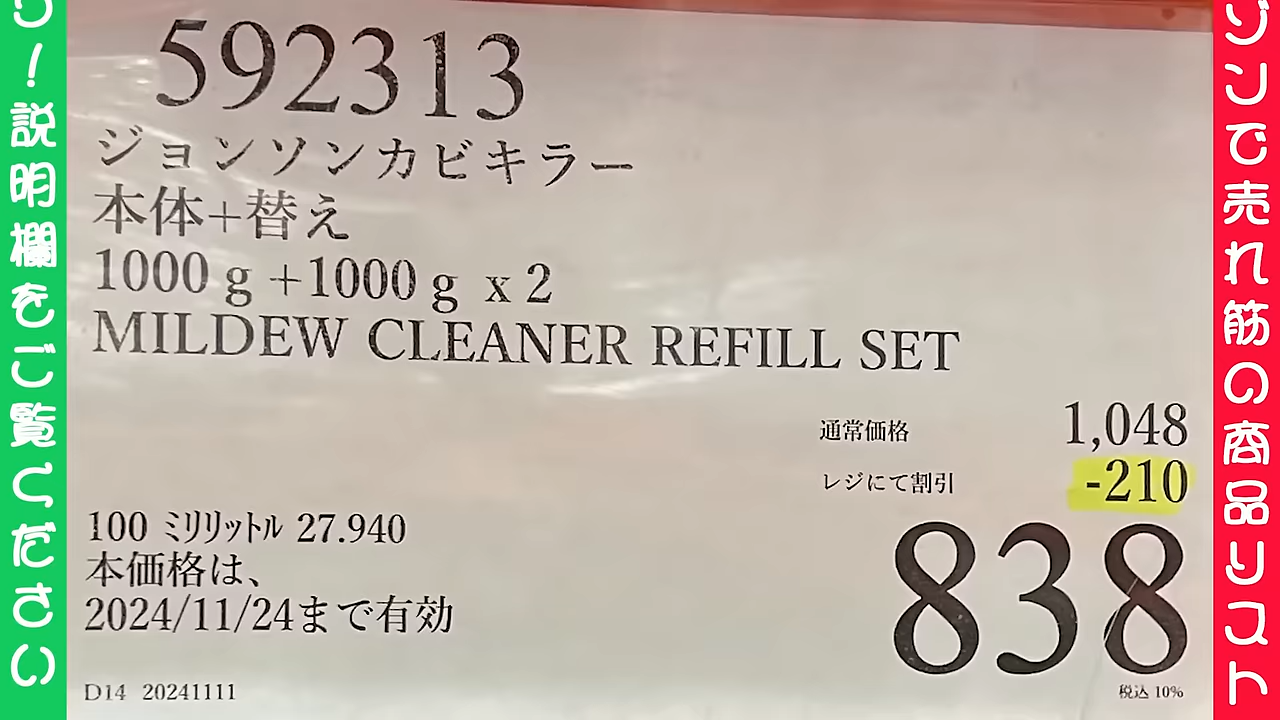 592313
ジョンソンカビキラー
本体+替え
1000 g +1000 g x 2
MILDEW CLEANER REFILL SET
通常価格 1,048
レジにて割引 -210
838
税込 10%
100 ミリリットル 27.940
本価格は、
2024/11/24まで有効
D14 20241111
！説明欄をご覧ください
ゾンで売れ筋の商品リスト